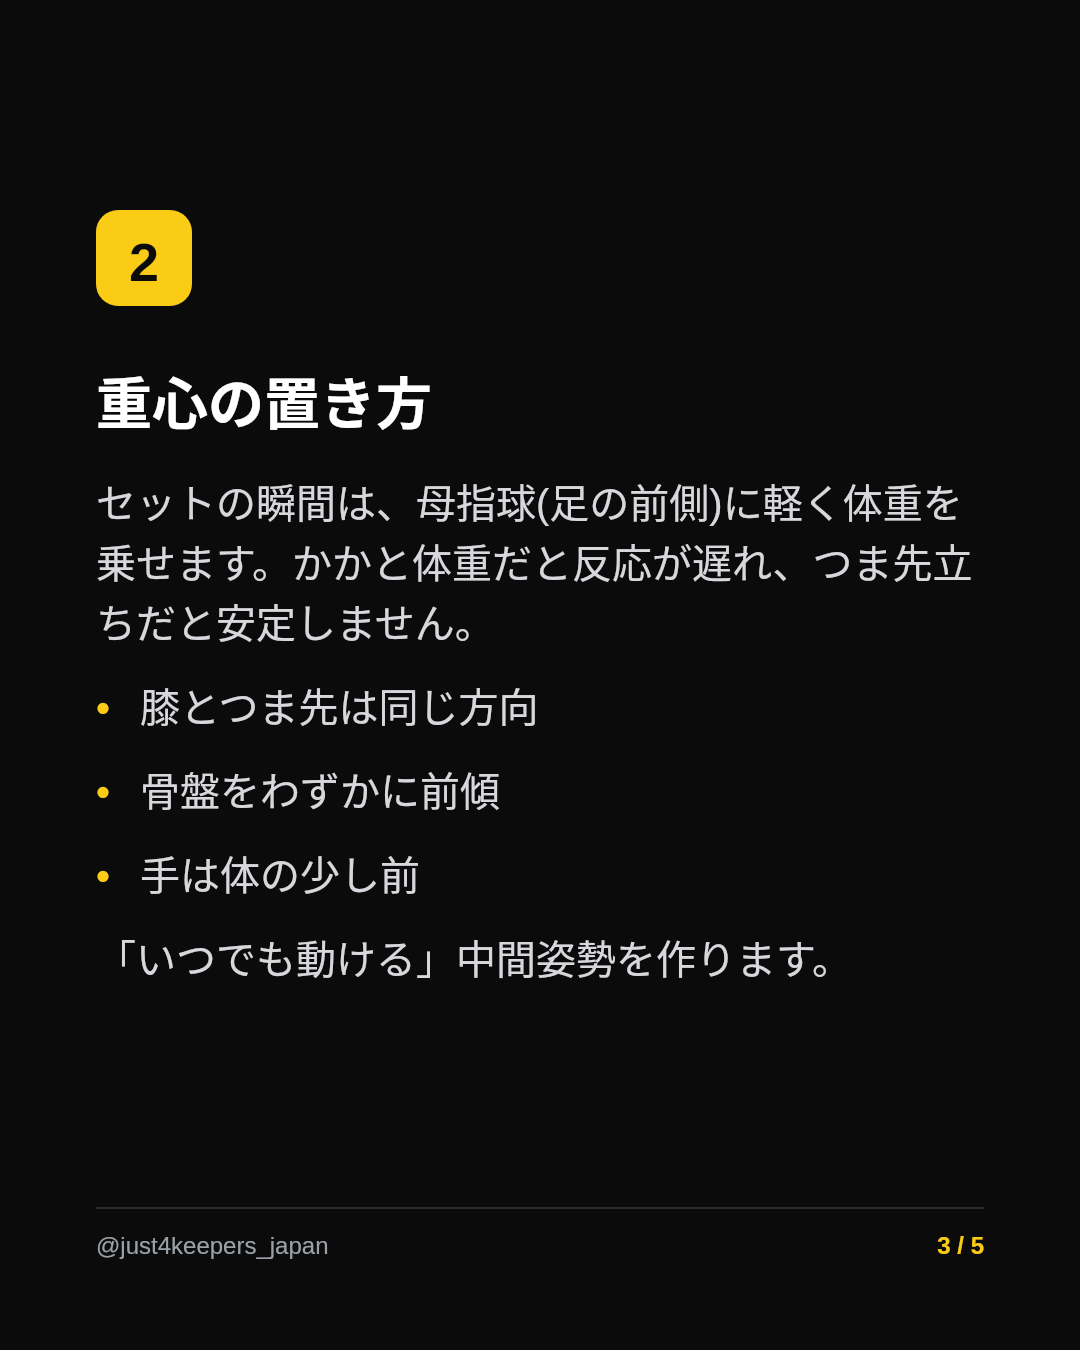 2
重心の置き方
セットの瞬間は、母指球(足の前側)に軽く体重を
乗せます。かかと体重だと反応が遅れ、つま先立
ちだと安定しません。
• 膝とつま先は同じ方向
• 骨盤をわずかに前傾
• 手は体の少し前
「いつでも動ける」中間姿勢を作ります。
@just4keepers_japan
3 / 5